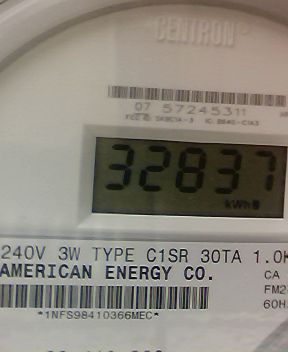 CENTRON®
07 57245311
32837
kWh
240V 3W TYPE C1SR 30TA 1.0K
AMERICAN ENERGY CO.
CA
FM2
60H
*1NFS98410366MEC*